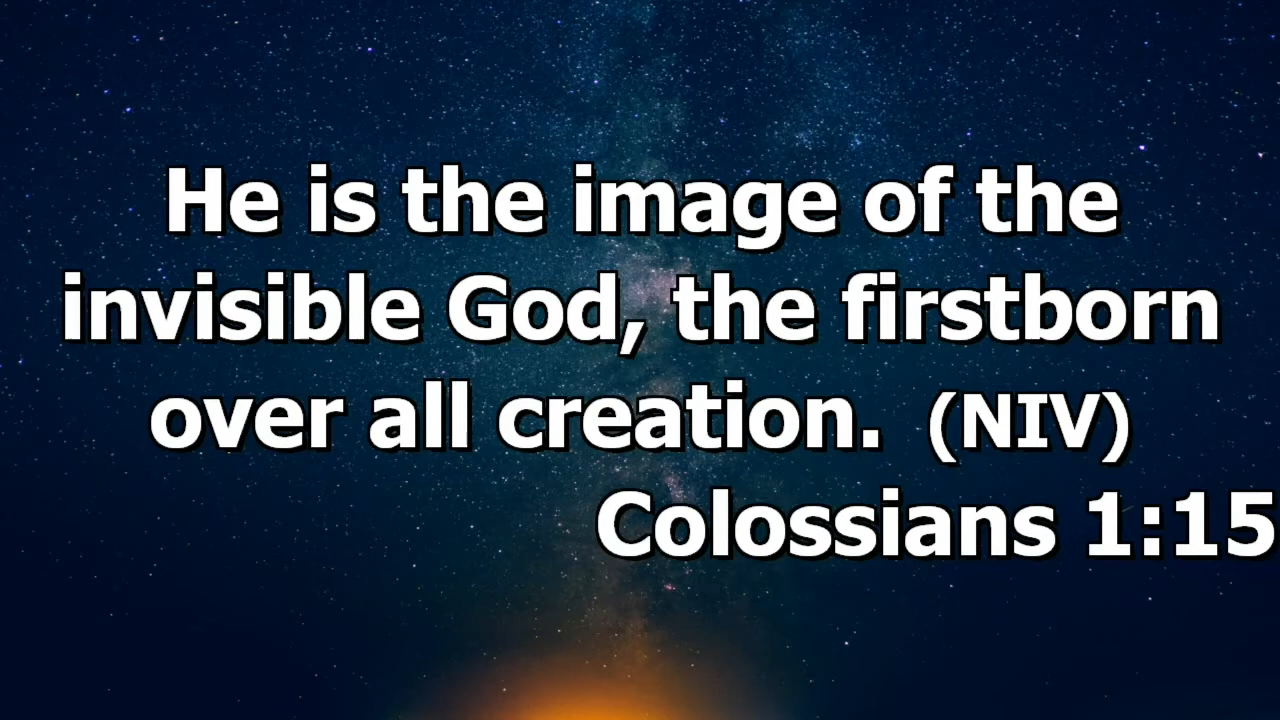 He is the image of the
invisible God, the firstborn
over all creation. (NIV)
Colossians 1:15